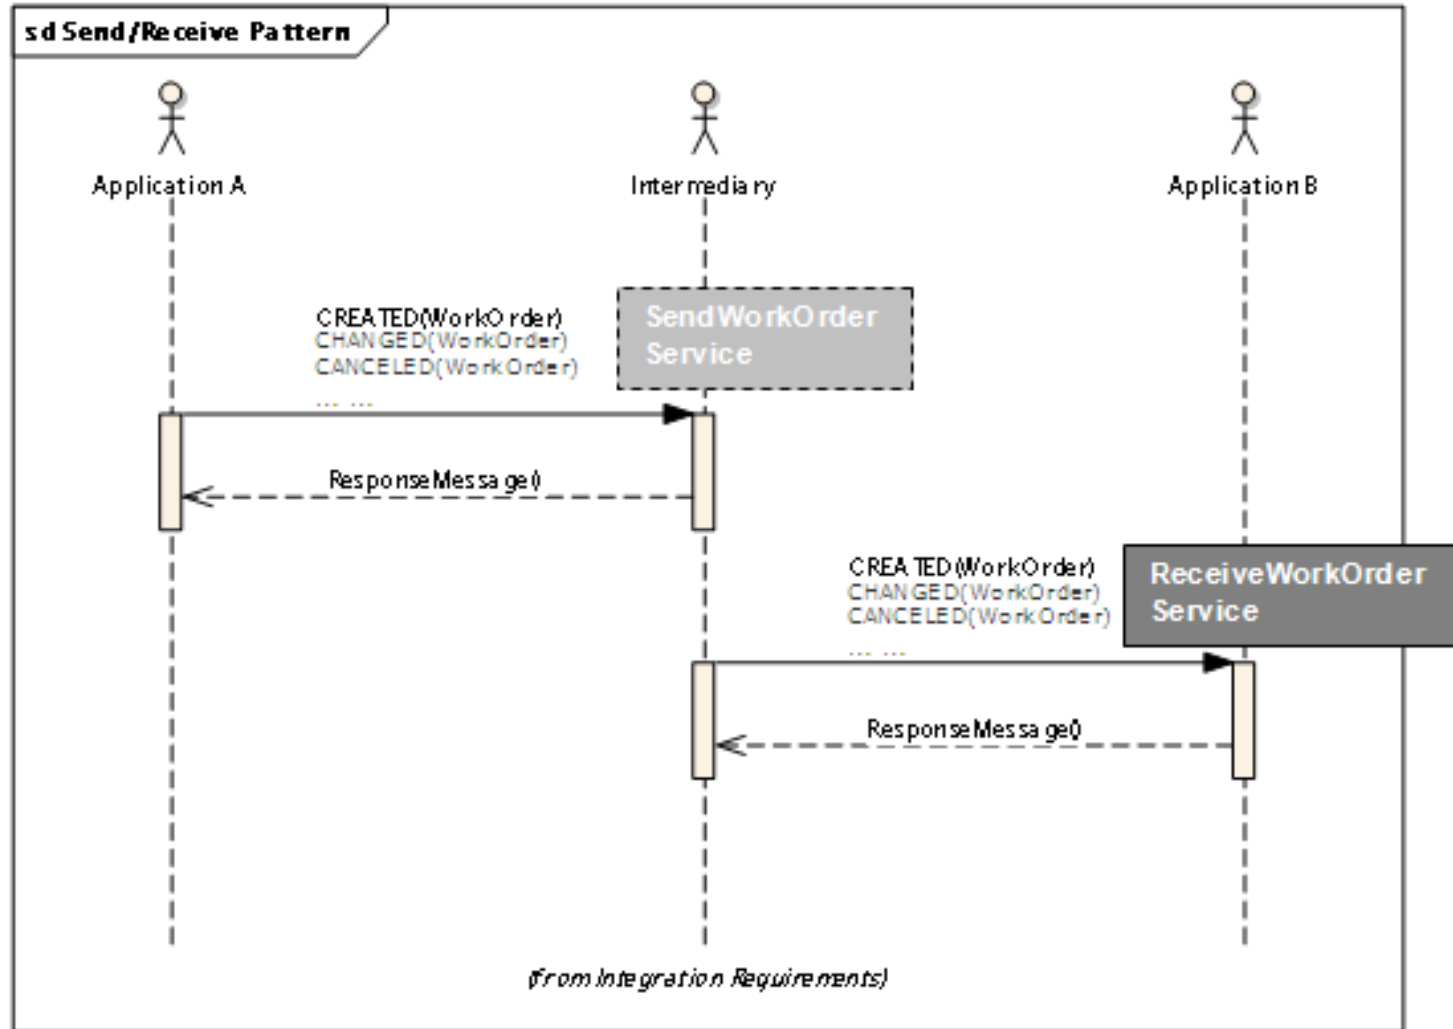 sd Send/Receive Pattern
Application A
Intermediary
Application B
CREATED(WorkOrder)
CHANGED(WorkOrder)
CANCELED(WorkOrder)
... ...
SendWorkOrder
Service
ResponseMessage()
CREATED(WorkOrder)
CHANGED(WorkOrder)
CANCELED(WorkOrder)
... ...
ReceiveWorkOrder
Service
ResponseMessage()
(from Integration Requirements)